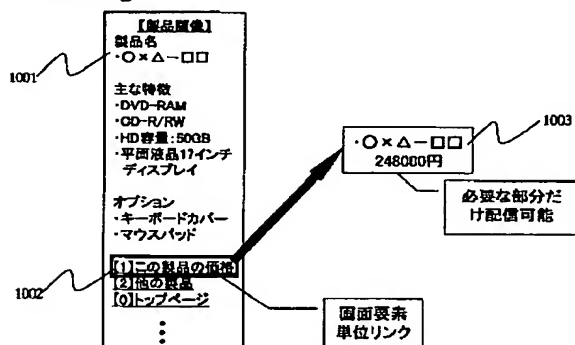 【製品画像】
製品名
・○×△－□□
1001
主な特徴
・DVD-RAM
・CD-R/RW
・HD容量：50GB
・平面液晶17インチ
ディスプレイ
オプション
・キーボードカバー
・マウスパッド
[1]この製品の価格
1002
[2]他の製品
[0]トップページ
・○×△－□□
248000円
1003
必要な部分だ
け配信可能
画面要素
単位リンク